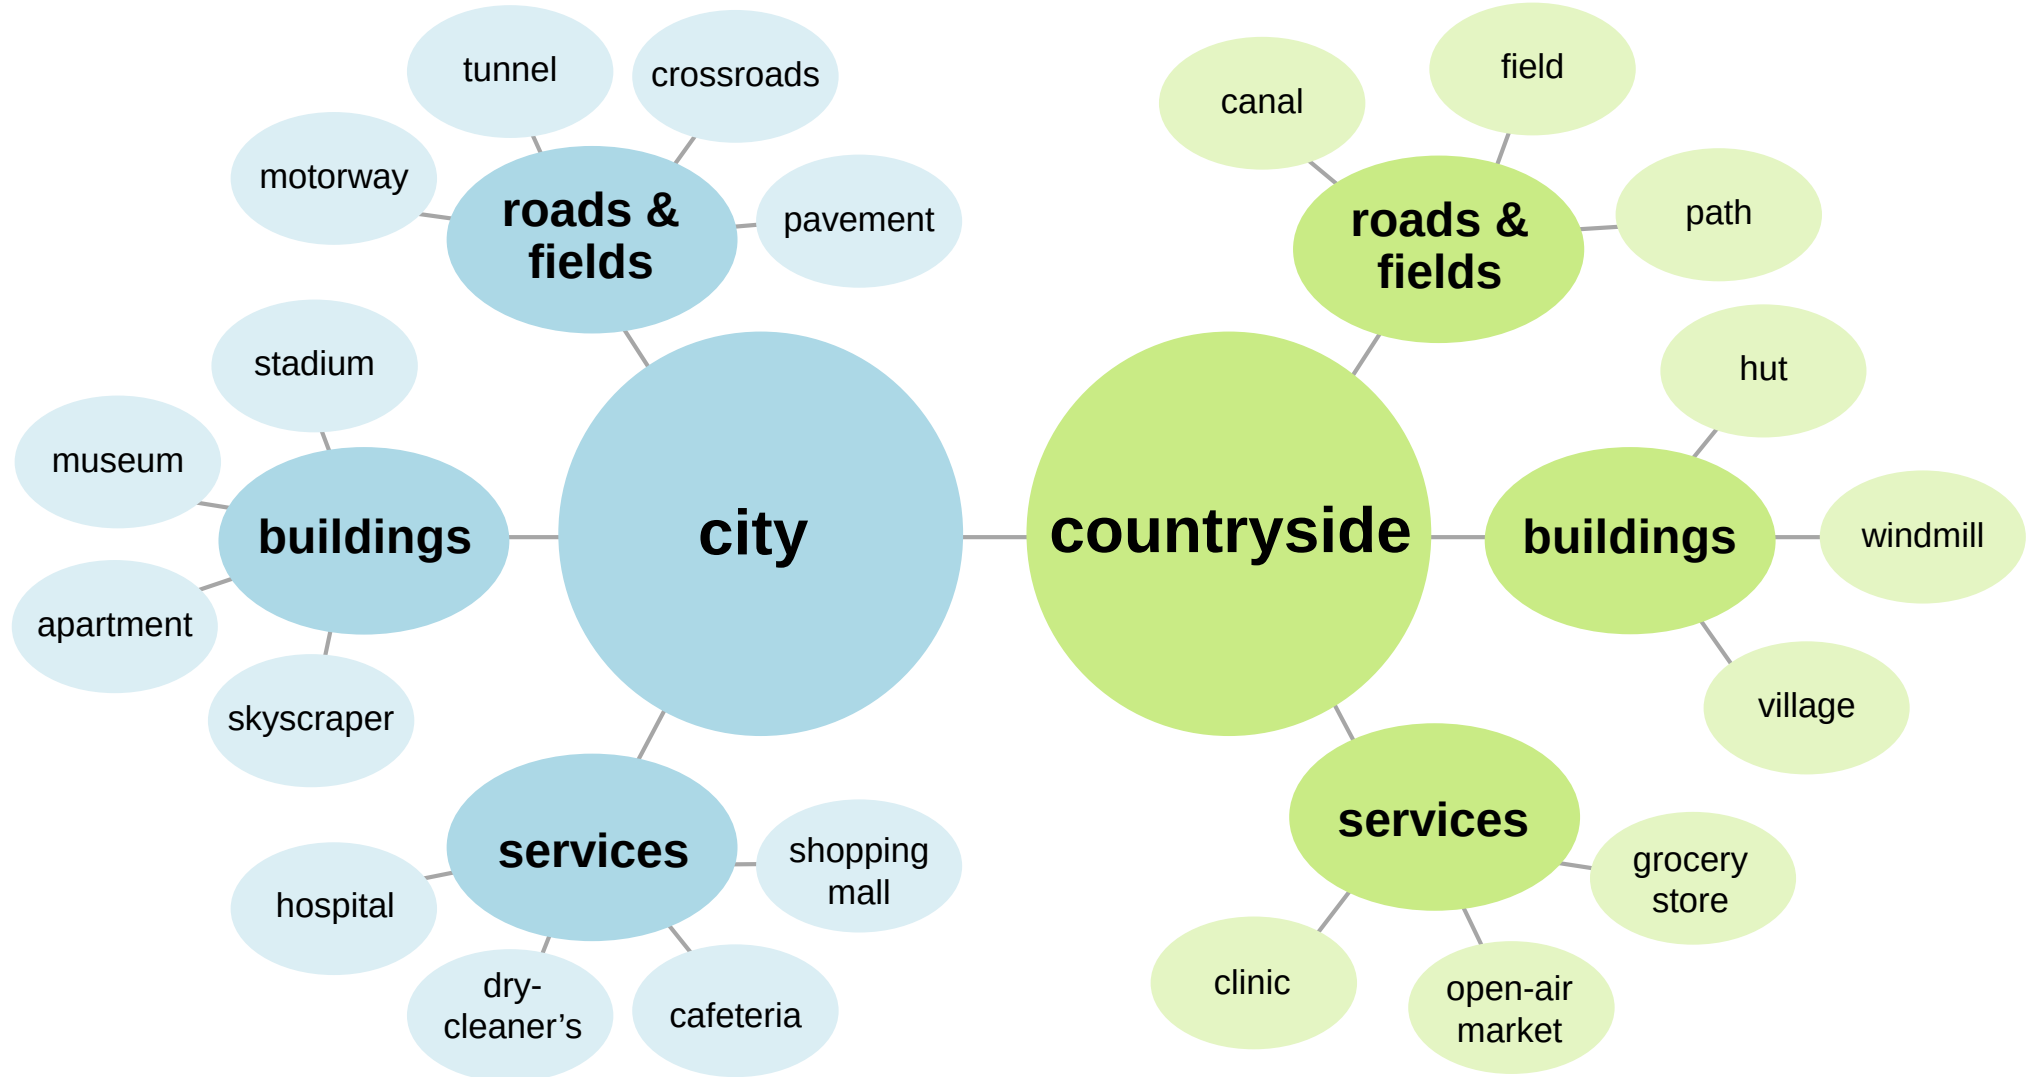 tunnel
crossroads
motorway
roads &
fields
pavement
stadium
museum
buildings
apartment
skyscraper
city
services
hospital
shopping
mall
dry-
cleaner’s
cafeteria
canal
field
roads &
fields
path
countryside
hut
buildings
windmill
village
services
grocery
store
clinic
open-air
market